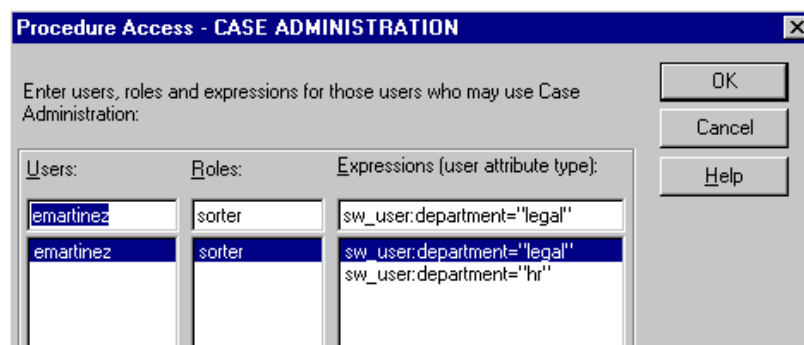 Procedure Access - CASE ADMINISTRATION
Enter users, roles and expressions for those users who may use Case
Administration:
OK
Cancel
Help
Users: Roles: Expressions (user attribute type):
emartinez sorter sw_user:department="legal"
emartinez sorter sw_user:department="legal"
sw_user:department="hr"